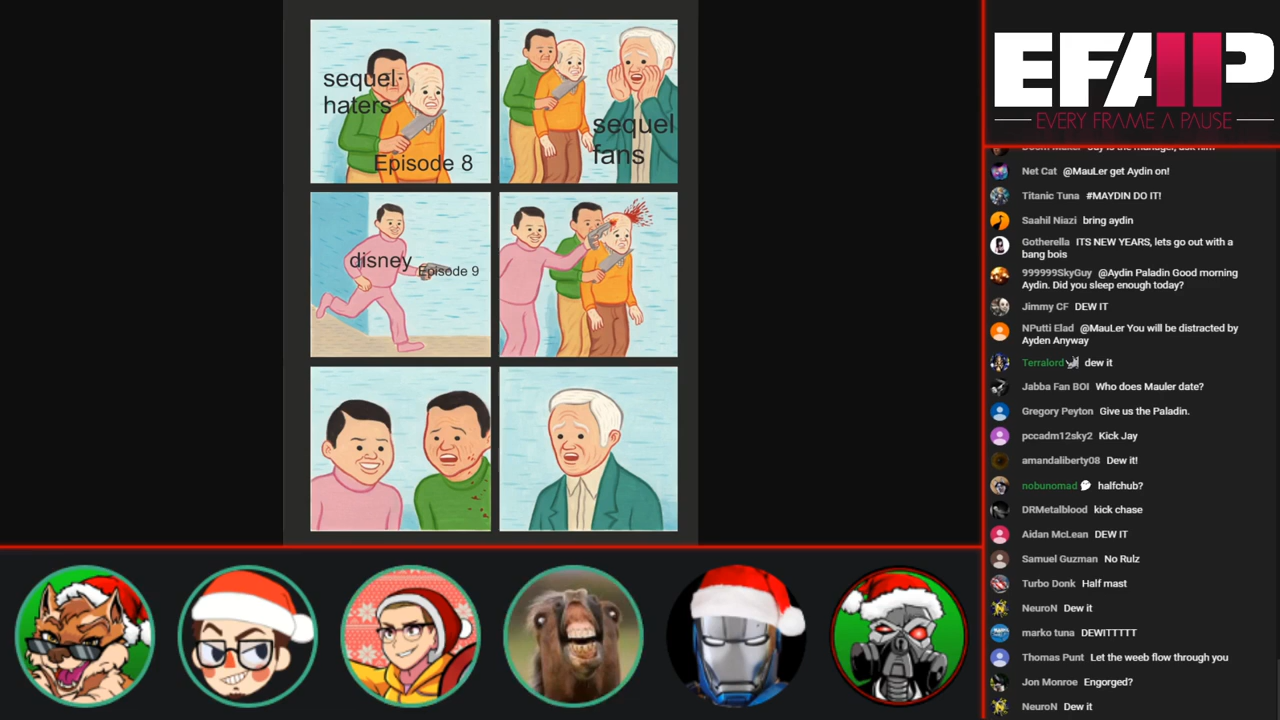 sequel
haters
Episode 8
sequel
fans
disney
Episode 9
EFAP
EVERY FRAME A PAUSE
Net Cat @MauLer get Aydin on!
Titanic Tuna #MAYDIN DO IT!
Saahil Niazi bring aydin
Gotherella ITS NEW YEARS, lets go out with a
bang bois
999999SkyGuy @Aydin Paladin Good morning
Aydin. Did you sleep enough today?
Jimmy CF DEW IT
NPutti Elad @MauLer You will be distracted by
Ayden Anyway
Terralord dew it
Jabba Fan BOI Who does Mauler date?
Gregory Peyton Give us the Paladin.
pccadm12sky2 Kick Jay
amandaliberty08 Dew it!
nobunomad halfchub?
DRMetalblood kick chase
Aidan McLean DEW IT
Samuel Guzman No Rulz
Turbo Donk Half mast
NeuroN Dew it
marko tuna DEWITTTTT
Thomas Punt Let the weeb flow through you
Jon Monroe Engorged?
NeuroN Dew it